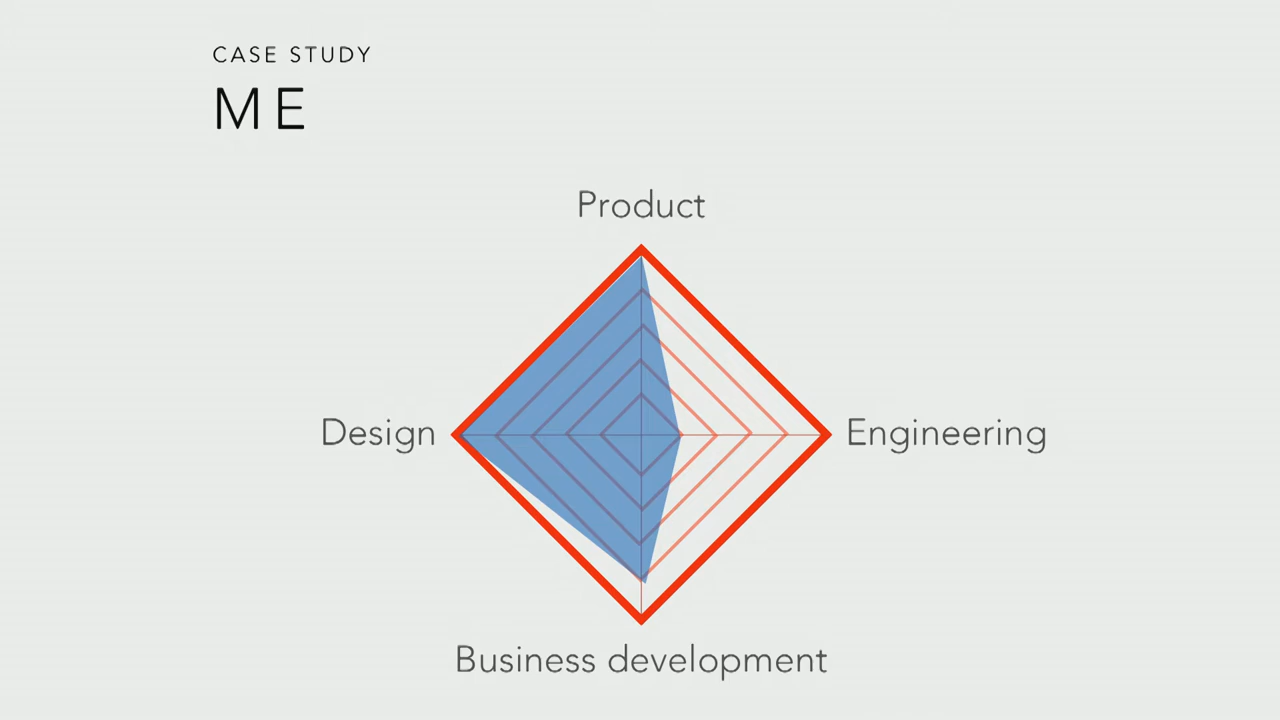 CASE STUDY
ME
Product
Design
Engineering
Business development